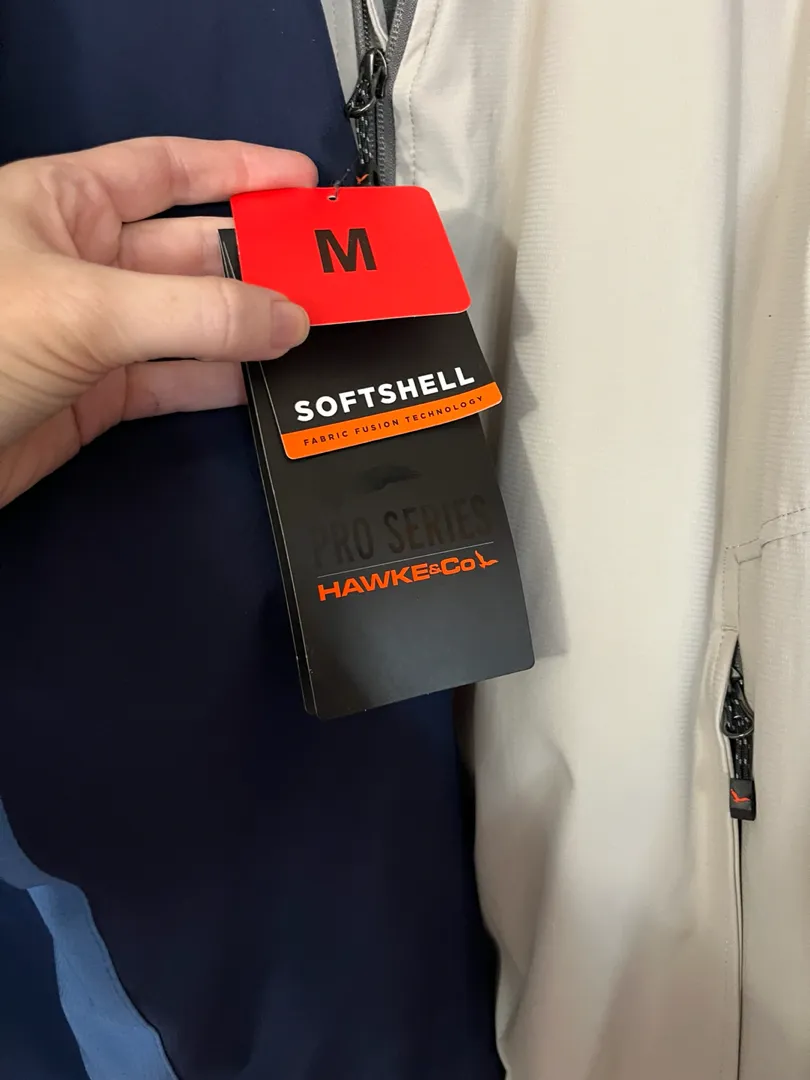 M
SOFTSHELL
FABRIC FUSION TECHNOLOGY
PRO SERIES
HAWKE&Co